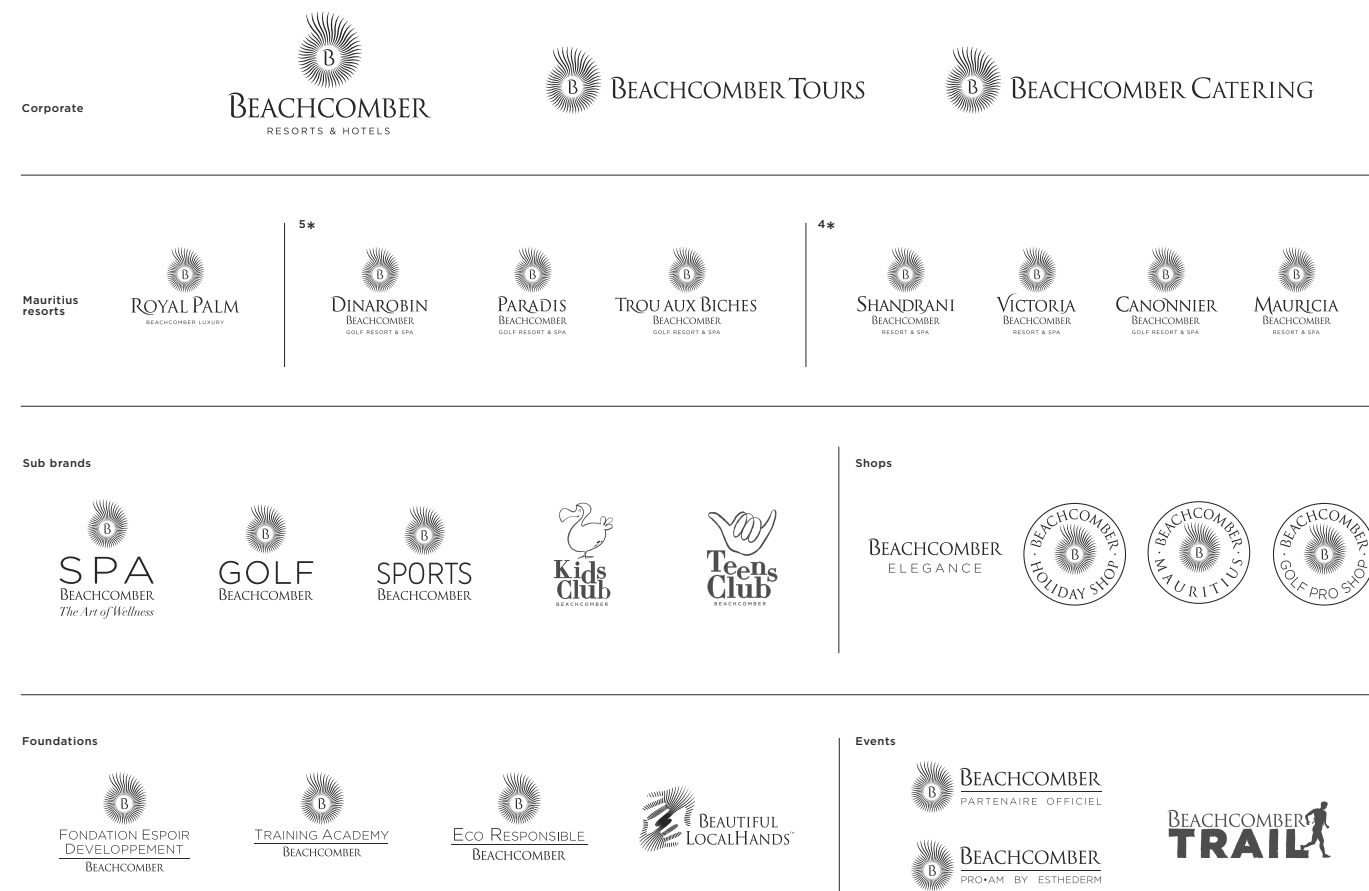 Corporate
B
BEACHCOMBER
RESORTS & HOTELS
B
BEACHCOMBER TOURS
B
BEACHCOMBER CATERING
Mauritius
resorts
B
ROYAL PALM
BEACHCOMBER LUXURY
5*
B
DINAROBIN
BEACHCOMBER
GOLF RESORT & SPA
B
PARADIS
BEACHCOMBER
GOLF RESORT & SPA
B
TROU AUX BICHES
BEACHCOMBER
GOLF RESORT & SPA
4*
B
SHANDRANI
BEACHCOMBER
RESORT & SPA
B
VICTORIA
BEACHCOMBER
RESORT & SPA
B
CANONNIER
BEACHCOMBER
GOLF RESORT & SPA
B
MAURICIA
BEACHCOMBER
RESORT & SPA
Sub brands
B
SPA
BEACHCOMBER
The Art of Wellness
B
GOLF
BEACHCOMBER
B
SPORTS
BEACHCOMBER
Kids
Club
BEACHCOMBER
Teens
Club
BEACHCOMBER
Shops
BEACHCOMBER
ELEGANCE
· BEACHCOMBER ·
B
HOLIDAY SHOP
· BEACHCOMBER ·
B
MAURITIUS
· BEACHCOMBER ·
B
GOLF PRO SHOP
Foundations
B
FONDATION ESPOIR
DEVELOPPEMENT
BEACHCOMBER
B
TRAINING ACADEMY
BEACHCOMBER
B
ECO RESPONSIBLE
BEACHCOMBER
BEAUTIFUL
LOCALHANDS™
Events
B
BEACHCOMBER
PARTENAIRE OFFICIEL
B
BEACHCOMBER
PRO•AM BY ESTHEDERM
BEACHCOMBER
TRAIL